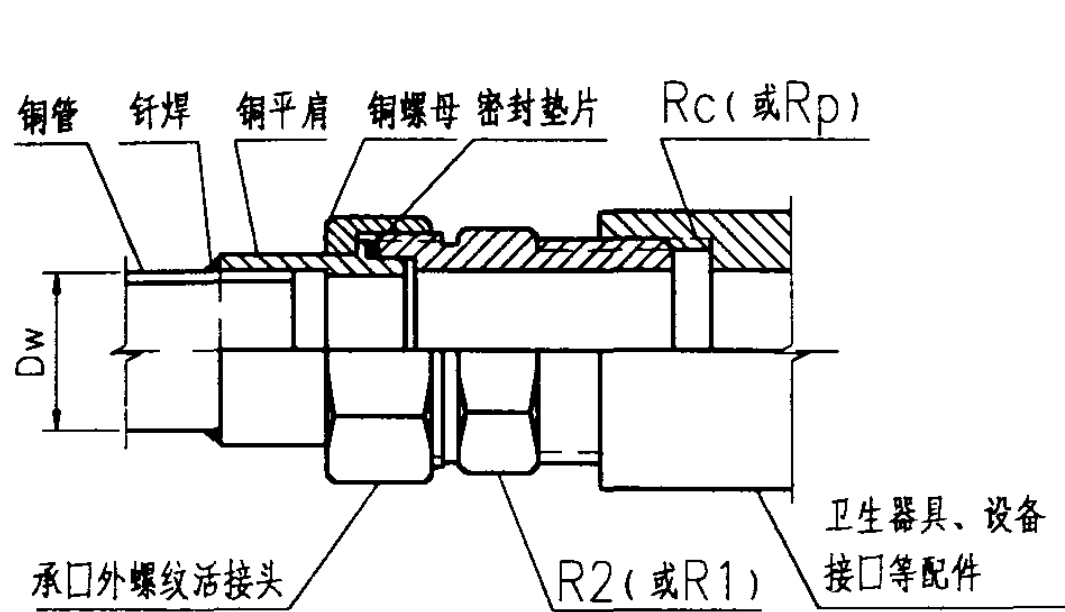 铜管
钎焊
铜平肩
铜螺母
密封垫片
Rc(或Rp)
Dw
承口外螺纹活接头
R2(或R1)
卫生器具、设备
接口等配件